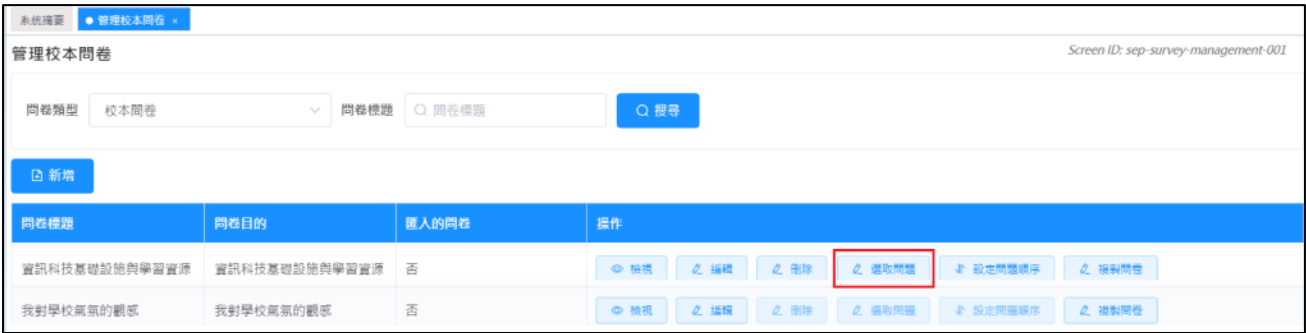 系統摘要 管理校本問卷 ×
管理校本問卷 Screen ID: sep-survey-management-001
問卷類型 校本問卷 問卷標題 問卷標題 搜尋
新增
問卷標題 問卷目的 匯入的問卷 操作
資訊科技基礎設施與學習資源 資訊科技基礎設施與學習資源 否 檢視 編輯 刪除 選取問題 設定問題順序 複製問卷
我對學校氣氛的觀感 我對學校氣氛的觀感 否 檢視 編輯 刪除 選取問題 設定問題順序 複製問卷